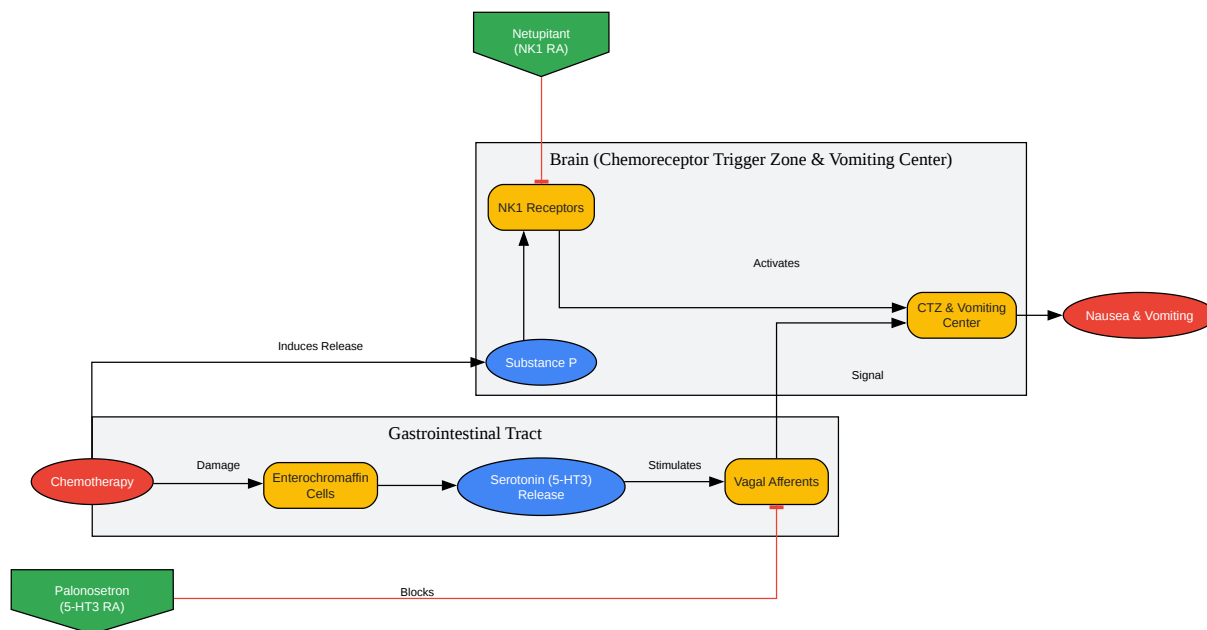 Netupitant
(NK1 RA)
Brain (Chemoreceptor Trigger Zone & Vomiting Center)
NK1 Receptors
Activates
CTZ & Vomiting
Center
Nausea & Vomiting
Induces Release
Substance P
Signal
Gastrointestinal Tract
Chemotherapy
Damage
Enterochromaffin
Cells
Serotonin (5-HT3)
Release
Stimulates
Vagal Afferents
Palonosetron
(5-HT3 RA)
Blocks